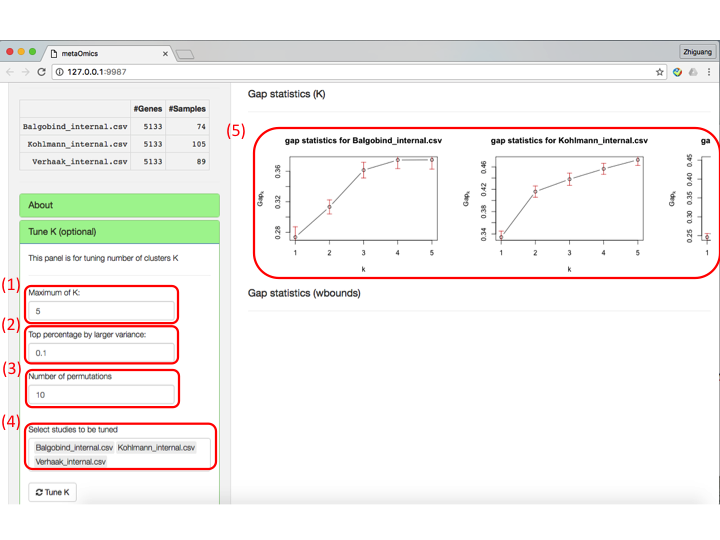 metaOmics
Zhiguang
127.0.0.1:9987
#Genes #Samples
Balgobind_internal.csv 5133 74
Kohlmann_internal.csv 5133 105
Verhaak_internal.csv 5133 89
About
Tune K (optional)
This panel is for tuning number of clusters K
(1)
Maximum of K:
5
(2)
Top percentage by larger variance:
0.1
(3)
Number of permutations
10
(4)
Select studies to be tuned
Balgobind_internal.csv Kohlmann_internal.csv
Verhaak_internal.csv
Tune K
Gap statistics (K)
(5)
gap statistics for Balgobind_internal.csv
Gapk
0.28 0.32 0.36
1 2 3 4 5
k
gap statistics for Kohlmann_internal.csv
Gapk
0.34 0.38 0.42 0.46
1 2 3 4 5
k
ga
Gapk
0.25 0.30 0.35 0.40 0.45
1
Gap statistics (wbounds)